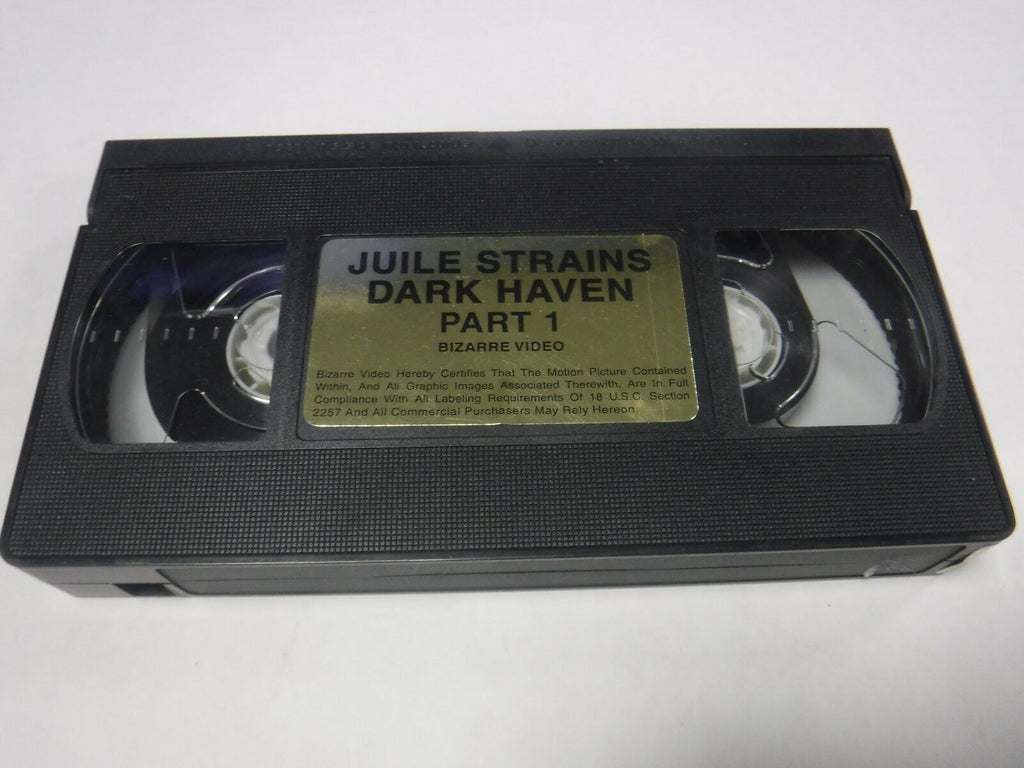 JUILE STRAINS
DARK HAVEN
PART 1
BIZARRE VIDEO
Bizarre Video Hereby Certifies That The Motion Picture Contained
Within, And All Graphic Images Associated Therewith, Are In Full
Compliance With All Labeling Requirements Of 18 U.S.C. Section
2257 And All Commercial Purchasers May Rely Hereon.